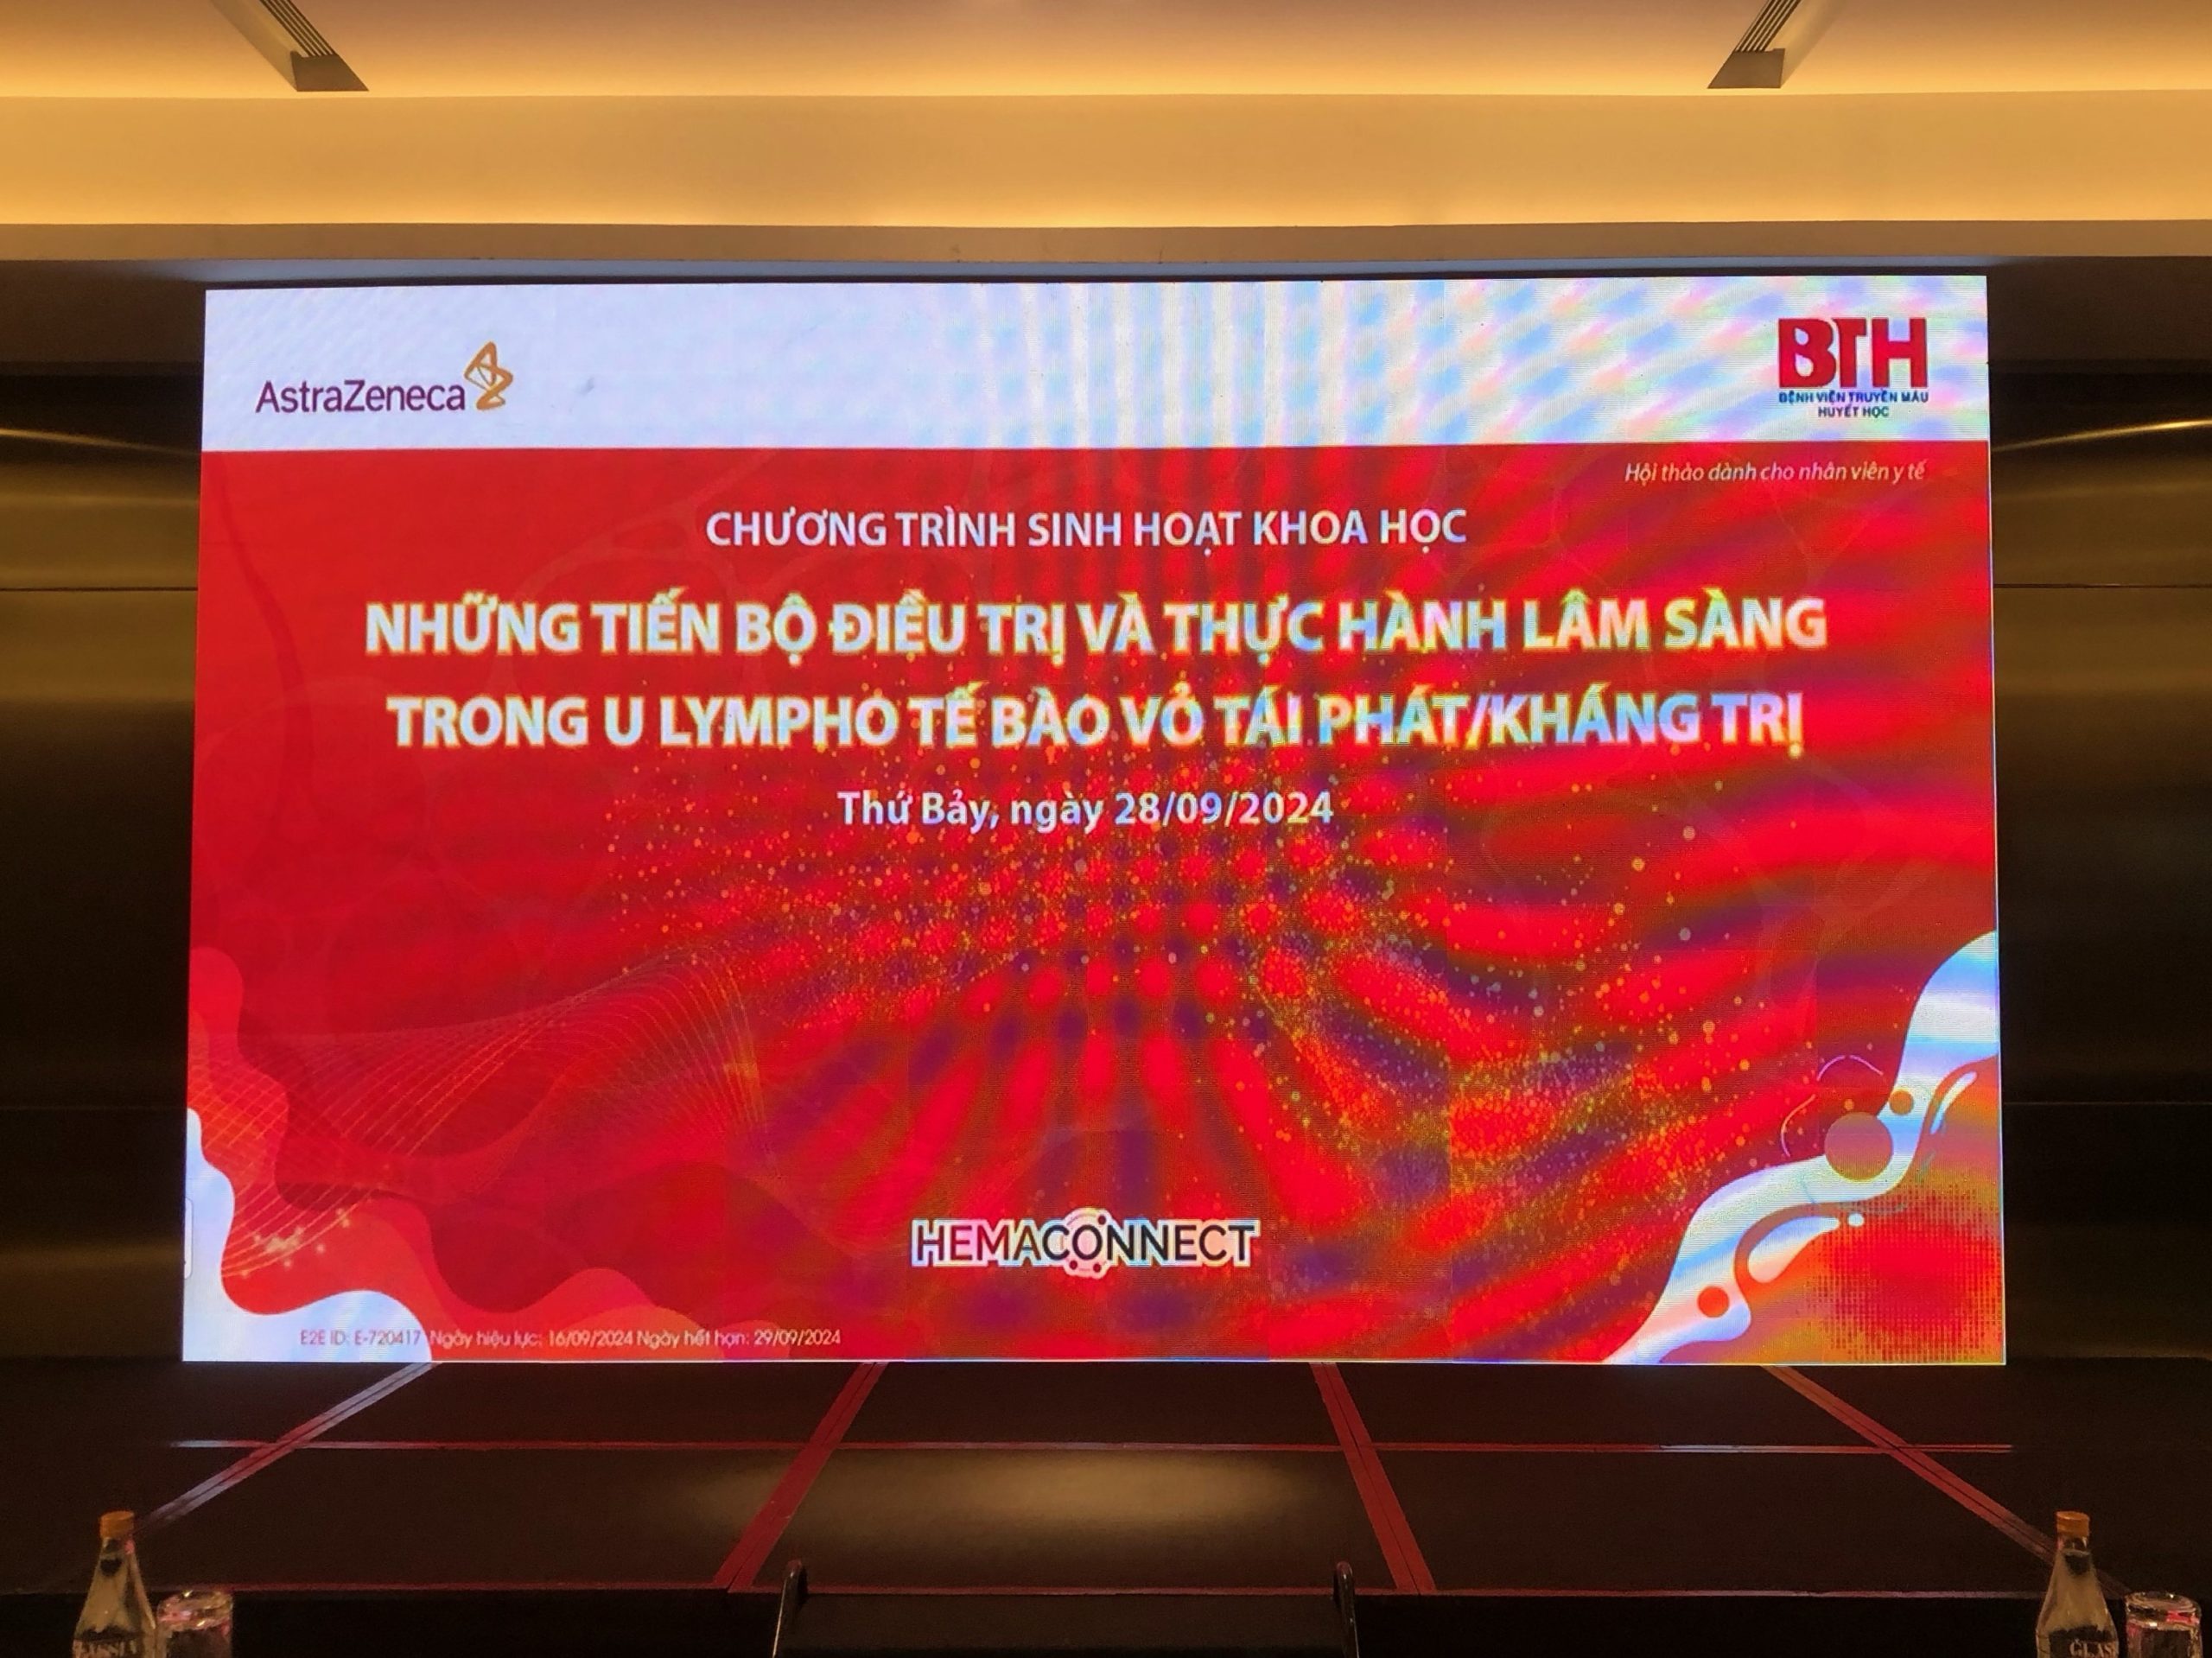 AstraZeneca
BTH
BỆNH VIỆN TRUYỀN MÁU
HUYẾT HỌC
Hội thảo dành cho nhân viên y tế
CHƯƠNG TRÌNH SINH HOẠT KHOA HỌC
NHỮNG TIẾN BỘ ĐIỀU TRỊ VÀ THỰC HÀNH LÂM SÀNG
TRONG U LYMPHO TẾ BÀO VỎ TÁI PHÁT/KHÁNG TRỊ
Thứ Bảy, ngày 28/09/2024
HEMACONNECT
E2E ID: E-720417 Ngày hiệu lực: 16/09/2024 Ngày hết hạn: 29/09/2024